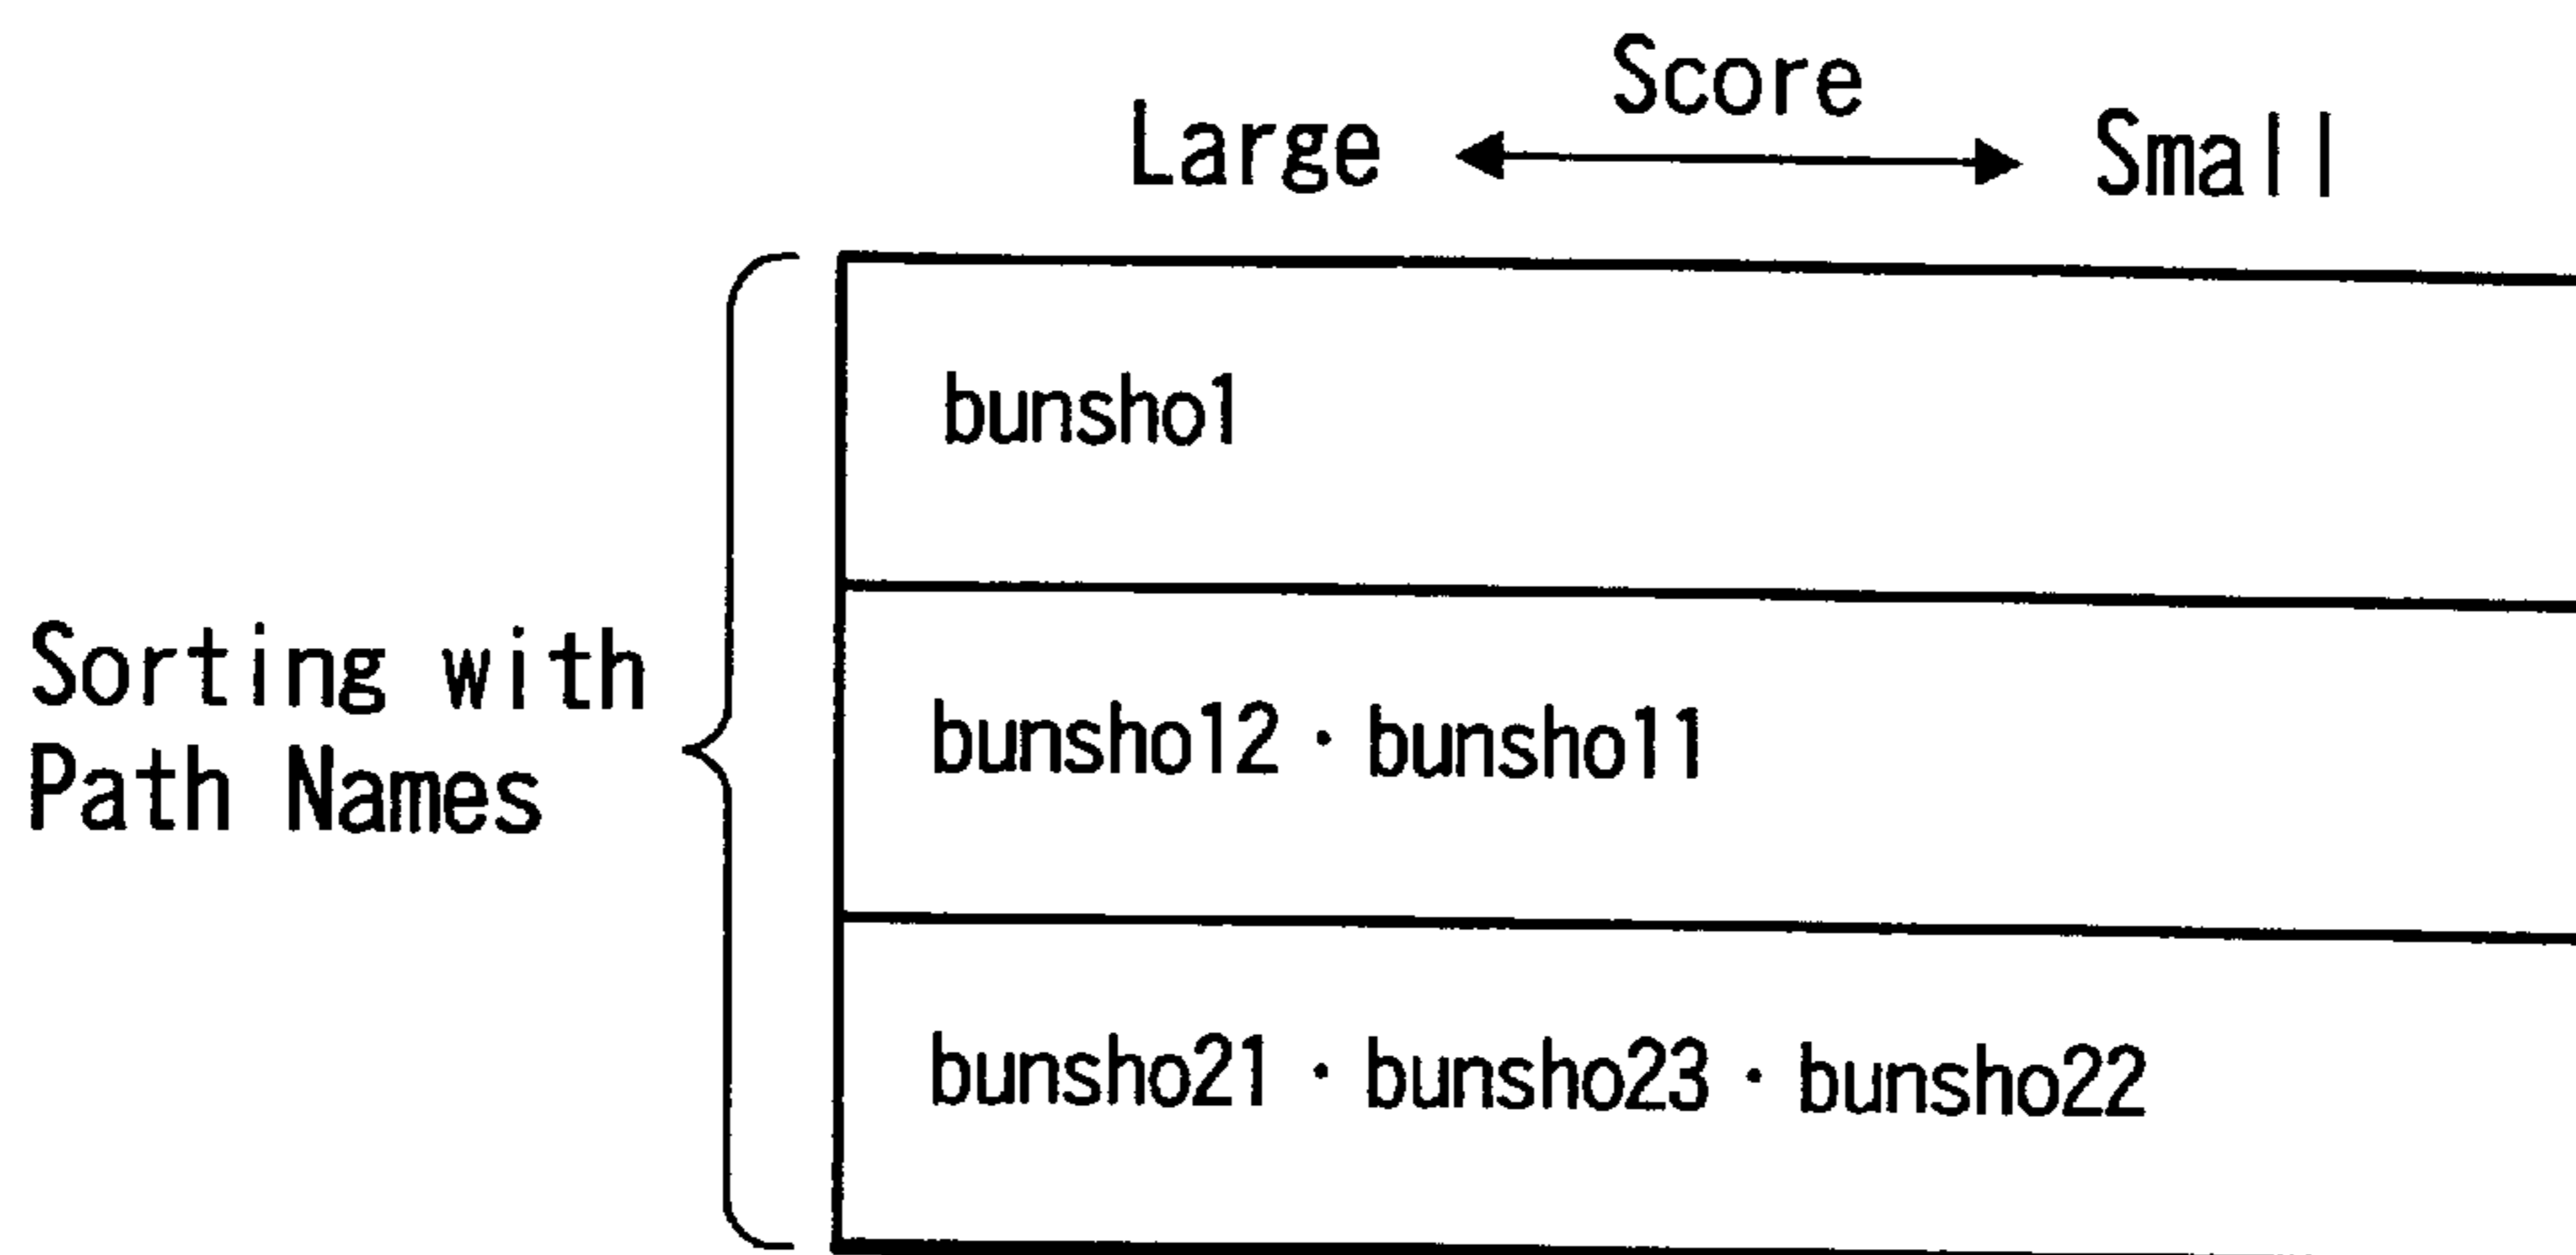 Score
Large Small
bunsho1
Sorting with
Path Names
bunsho12・bunsho11
bunsho21・bunsho23・bunsho22